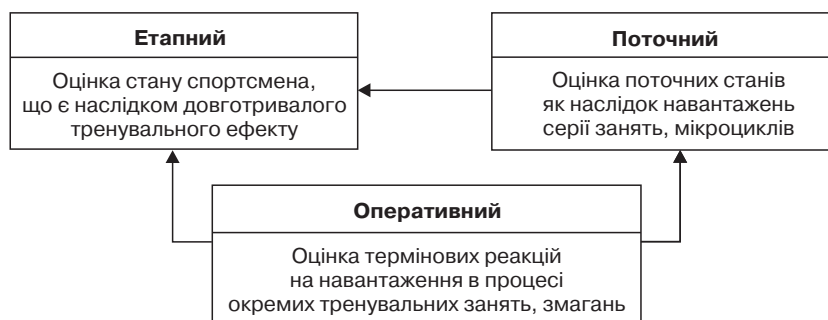 Етапний
Оцінка стану спортсмена,
що є наслідком довготривалого
тренувального ефекту
Поточний
Оцінка поточних станів
як наслідок навантажень
серії занять, мікроциклів
Оперативний
Оцінка термінових реакцій
на навантаження в процесі
окремих тренувальних занять, змагань